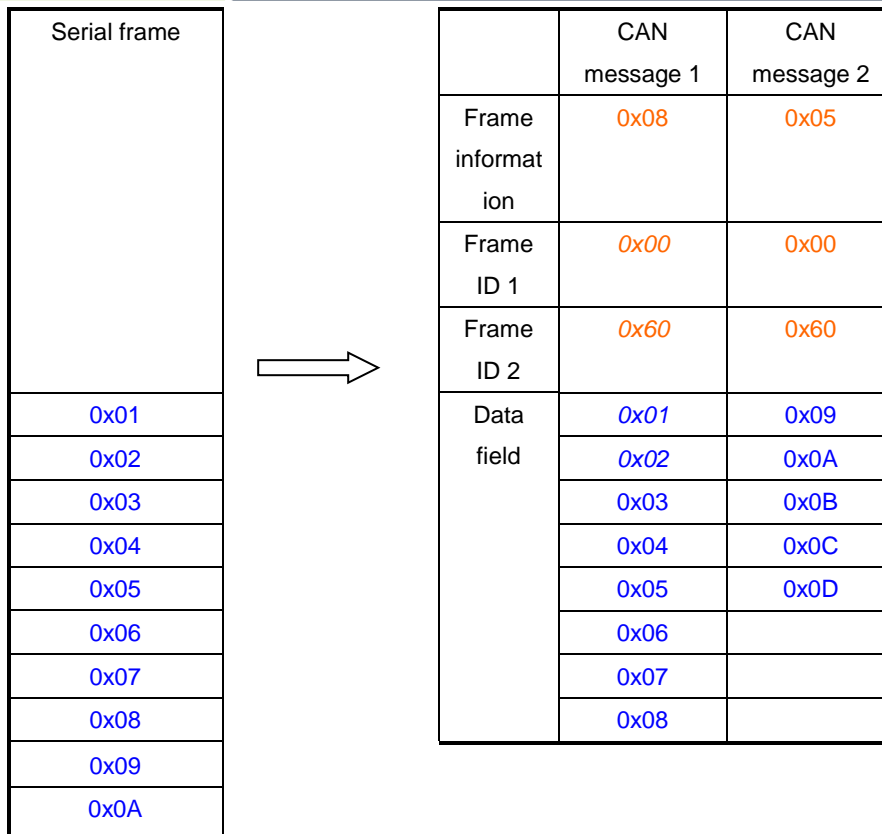 Serial frame
0x01
0x02
0x03
0x04
0x05
0x06
0x07
0x08
0x09
0x0A
CAN message 1
CAN message 2
Frame
informat
ion
0x08
0x05
Frame
ID 1
0x00
0x00
Frame
ID 2
0x60
0x60
Data
field
0x01
0x09
0x02
0x0A
0x03
0x0B
0x04
0x0C
0x05
0x0D
0x06
0x07
0x08